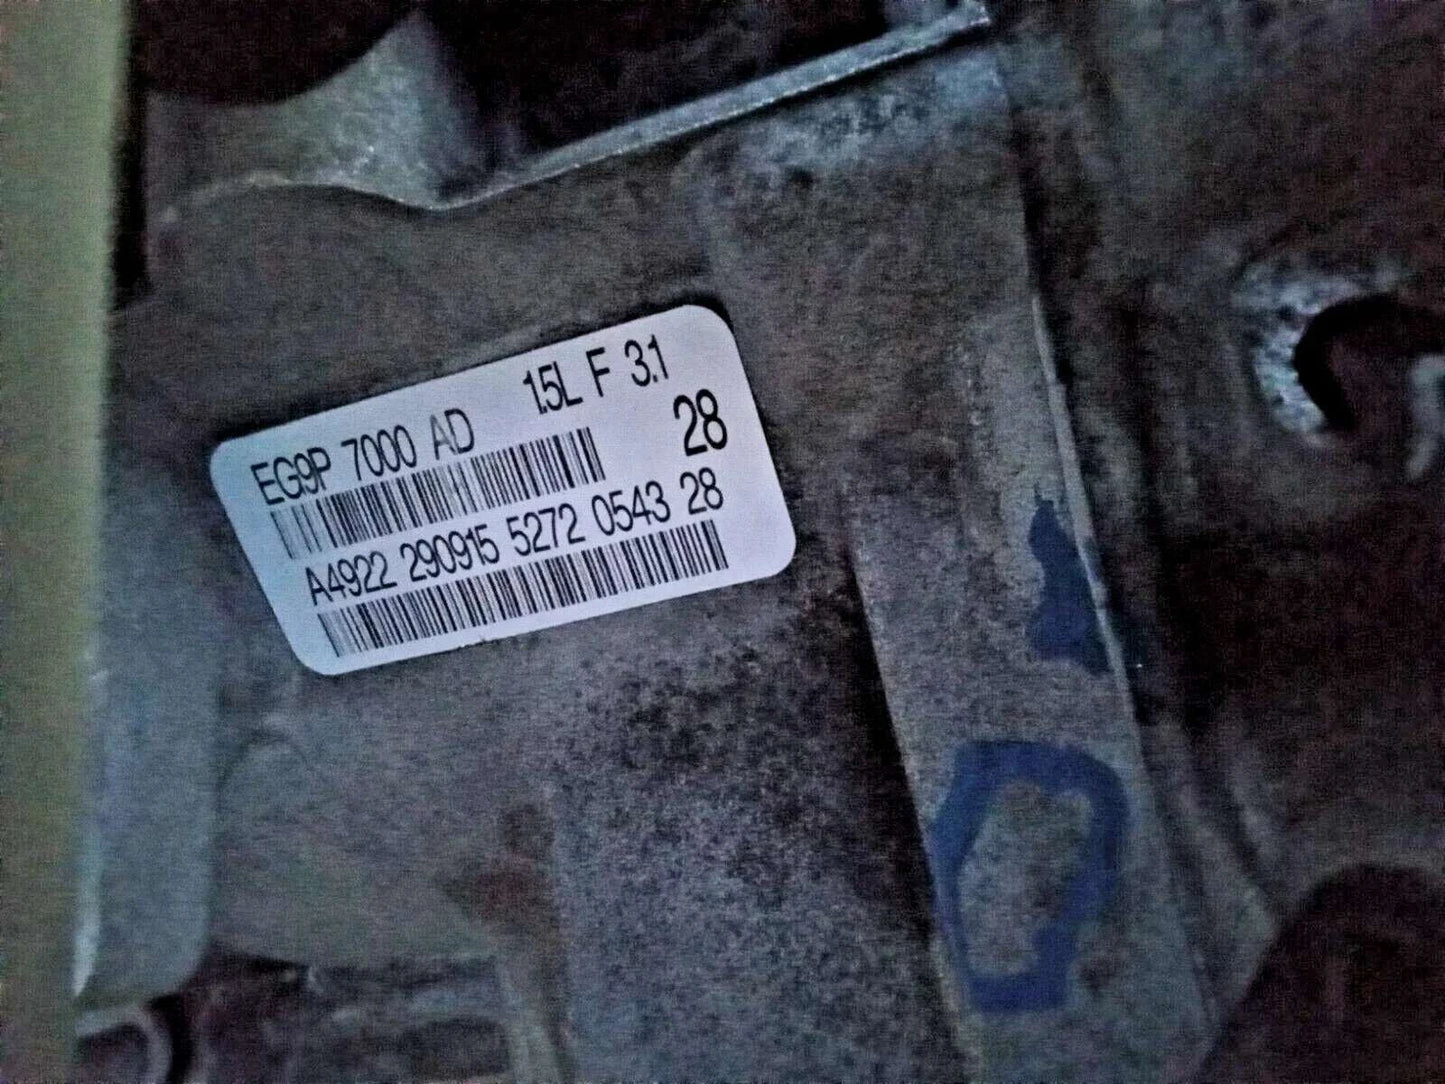 EG9P 7000 AD 1.5L F 3.1
28
A4922 290915 5272 0543 28